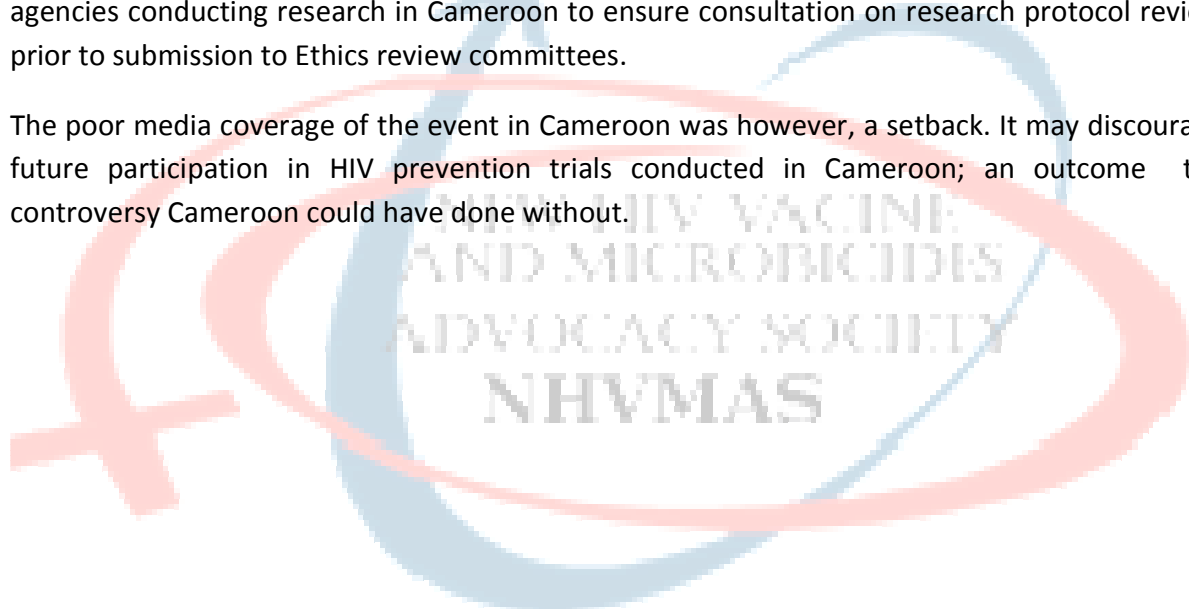 agencies conducting research in Cameroon to ensure consultation on research protocol revie
prior to submission to Ethics review committees.
The poor media coverage of the event in Cameroon was however, a setback. It may discoura
future participation in HIV prevention trials conducted in Cameroon; an outcome t
controversy Cameroon could have done without.
NEW HIV VACINE
AND MICROBICIDES
ADVOCACY SOCIETY
NHVMAS